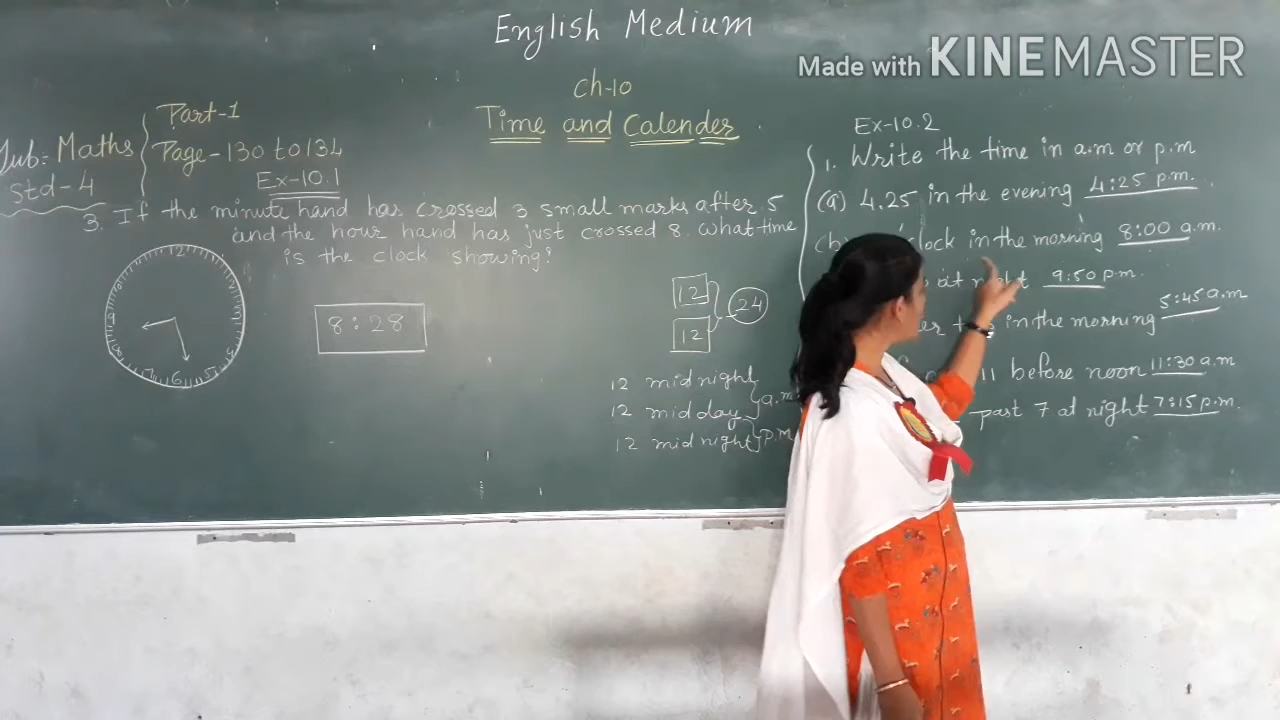 English Medium
Made with KINEMASTER
Ch-10
Time and Calender
Sub: Maths
Std-4
Part-1
Page-130 to 134
Ex-10.1
3. If the minute hand has crossed 3 small marks after 5
and the hour hand has just crossed 8. What time
is the clock showing?
12
6
8:28
12
12
24
12 midnight
12 midday
a.m
12 midnight
p.m
Ex-10.2
1. Write the time in a.m or p.m
(a) 4.25 in the evening 4:25 p.m.
(b) clock in the morning 8:00 a.m.
at night 9:50 p.m.
in the morning 5:45 a.m
11 before noon 11:30 a.m
past 7 at night 7:15 p.m.